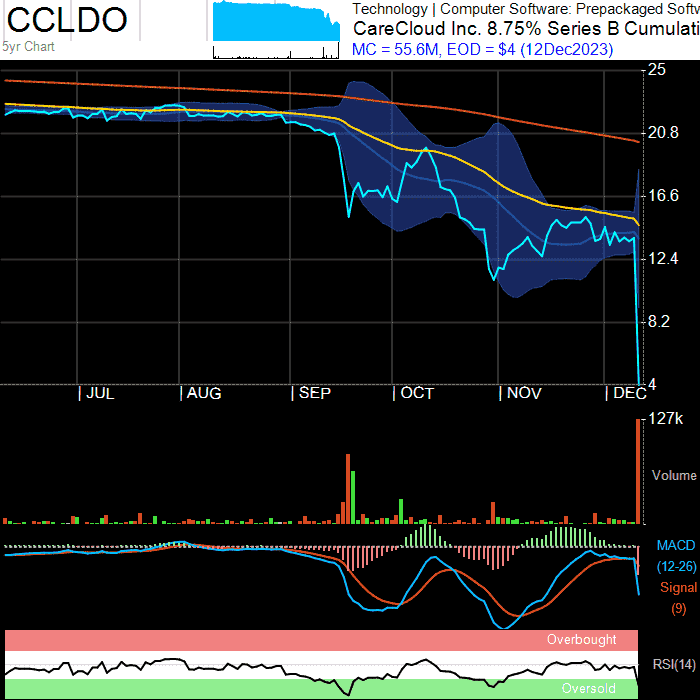 CCLDO
5yr Chart
Technology | Computer Software: Prepackaged Softw
CareCloud Inc. 8.75% Series B Cumulati
MC = 55.6M, EOD = $4 (12Dec2023)
25
20.8
16.6
12.4
8.2
4
| JUL | AUG | SEP | OCT | NOV | DEC
127k
Volume
MACD
(12-26)
Signal
(9)
Overbought
RSI(14)
Oversold